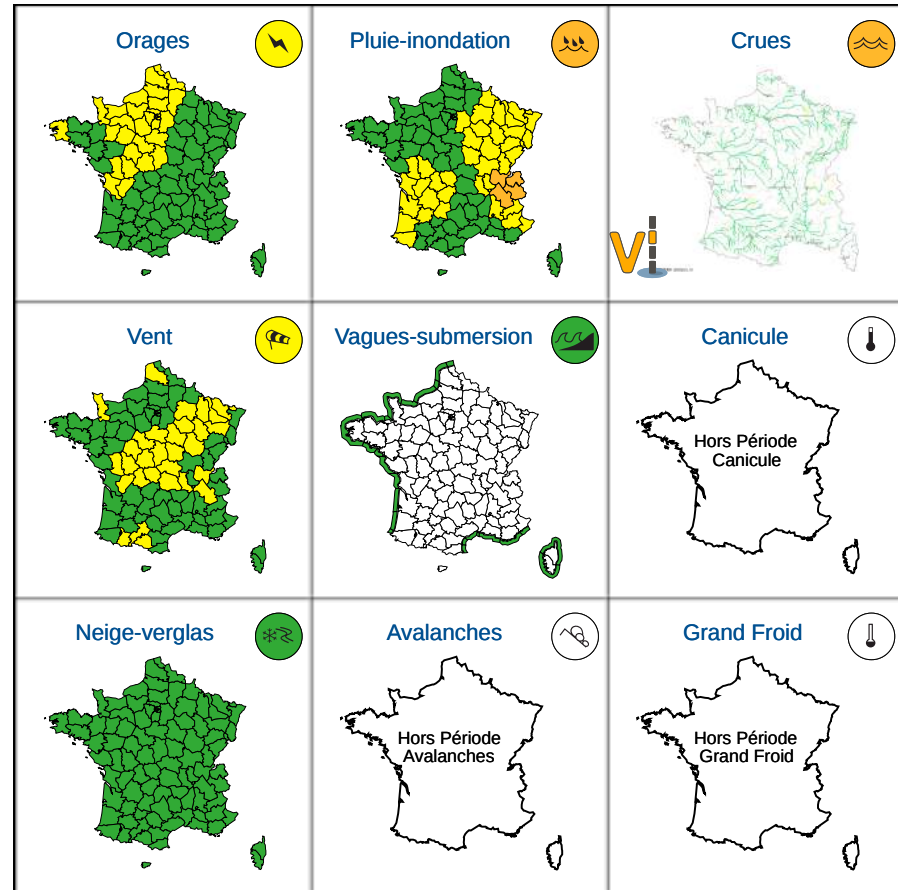 Orages
Pluie-inondation
Crues
Vi
Vent
Vagues-submersion
Canicule
Hors Période
Canicule
Neige-verglas
Avalanches
Grand Froid
Hors Période
Avalanches
Hors Période
Grand Froid